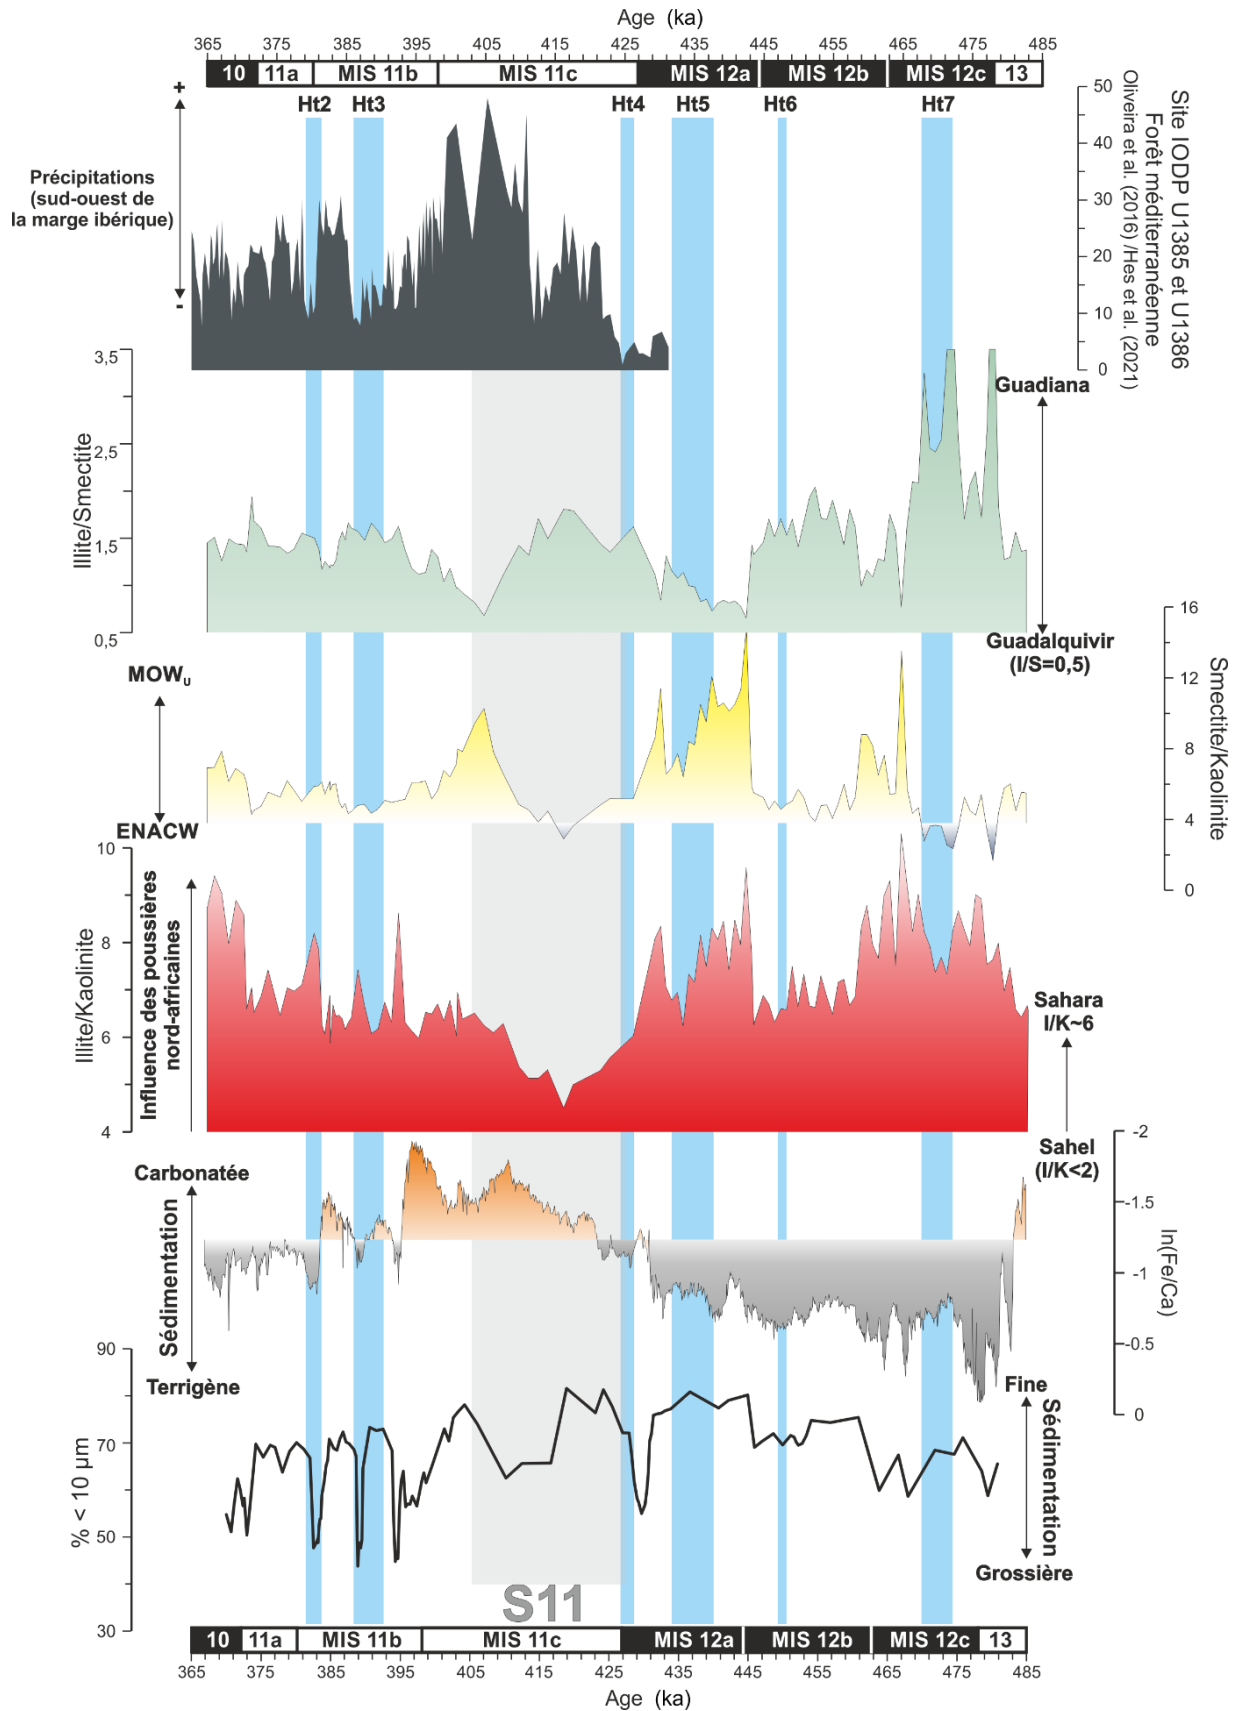 Age (ka)
365 375 385 395 405 415 425 435 445 455 465 475 485
10 11a MIS 11b MIS 11c MIS 12a MIS 12b MIS 12c 13
Ht2 Ht3 Ht4 Ht5 Ht6 Ht7
+
Précipitations
(sud-ouest de
la marge ibérique)
-
50
40
30
20
10
0
Site IODP U1385 et U1386
Forêt méditerranéenne
Oliveira et al. (2016) /Hes et al. (2021)
3,5
2,5
1,5
0,5
Illite/Smectite
Guadiana
Guadalquivir
(I/S=0,5)
MOWU
ENACW
16
12
8
4
0
Smectite/Kaolinite
10
8
6
4
Illite/Kaolinite
Influence des poussières
nord-africaines
Sahara
I/K~6
Sahel
(I/K<2)
Carbonatée
Sédimentation
Terrigène
-2
-1.5
-1
-0.5
0
ln(Fe/Ca)
90
70
50
30
% < 10 µm
Fine
Sédimentation
Grossière
S11
10 11a MIS 11b MIS 11c MIS 12a MIS 12b MIS 12c 13
365 375 385 395 405 415 425 435 445 455 465 475 485
Age (ka)